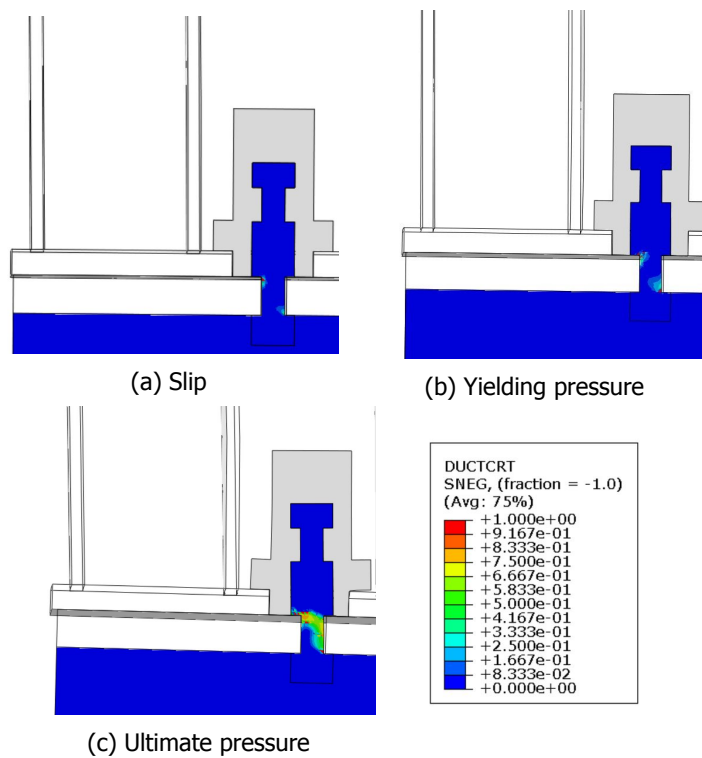 (a) Slip
(b) Yielding pressure
(c) Ultimate pressure
DUCTCRT
SNEG, (fraction = -1.0)
(Avg: 75%)
+1.000e+00
+9.167e-01
+8.333e-01
+7.500e-01
+6.667e-01
+5.833e-01
+5.000e-01
+4.167e-01
+3.333e-01
+2.500e-01
+1.667e-01
+8.333e-02
+0.000e+00